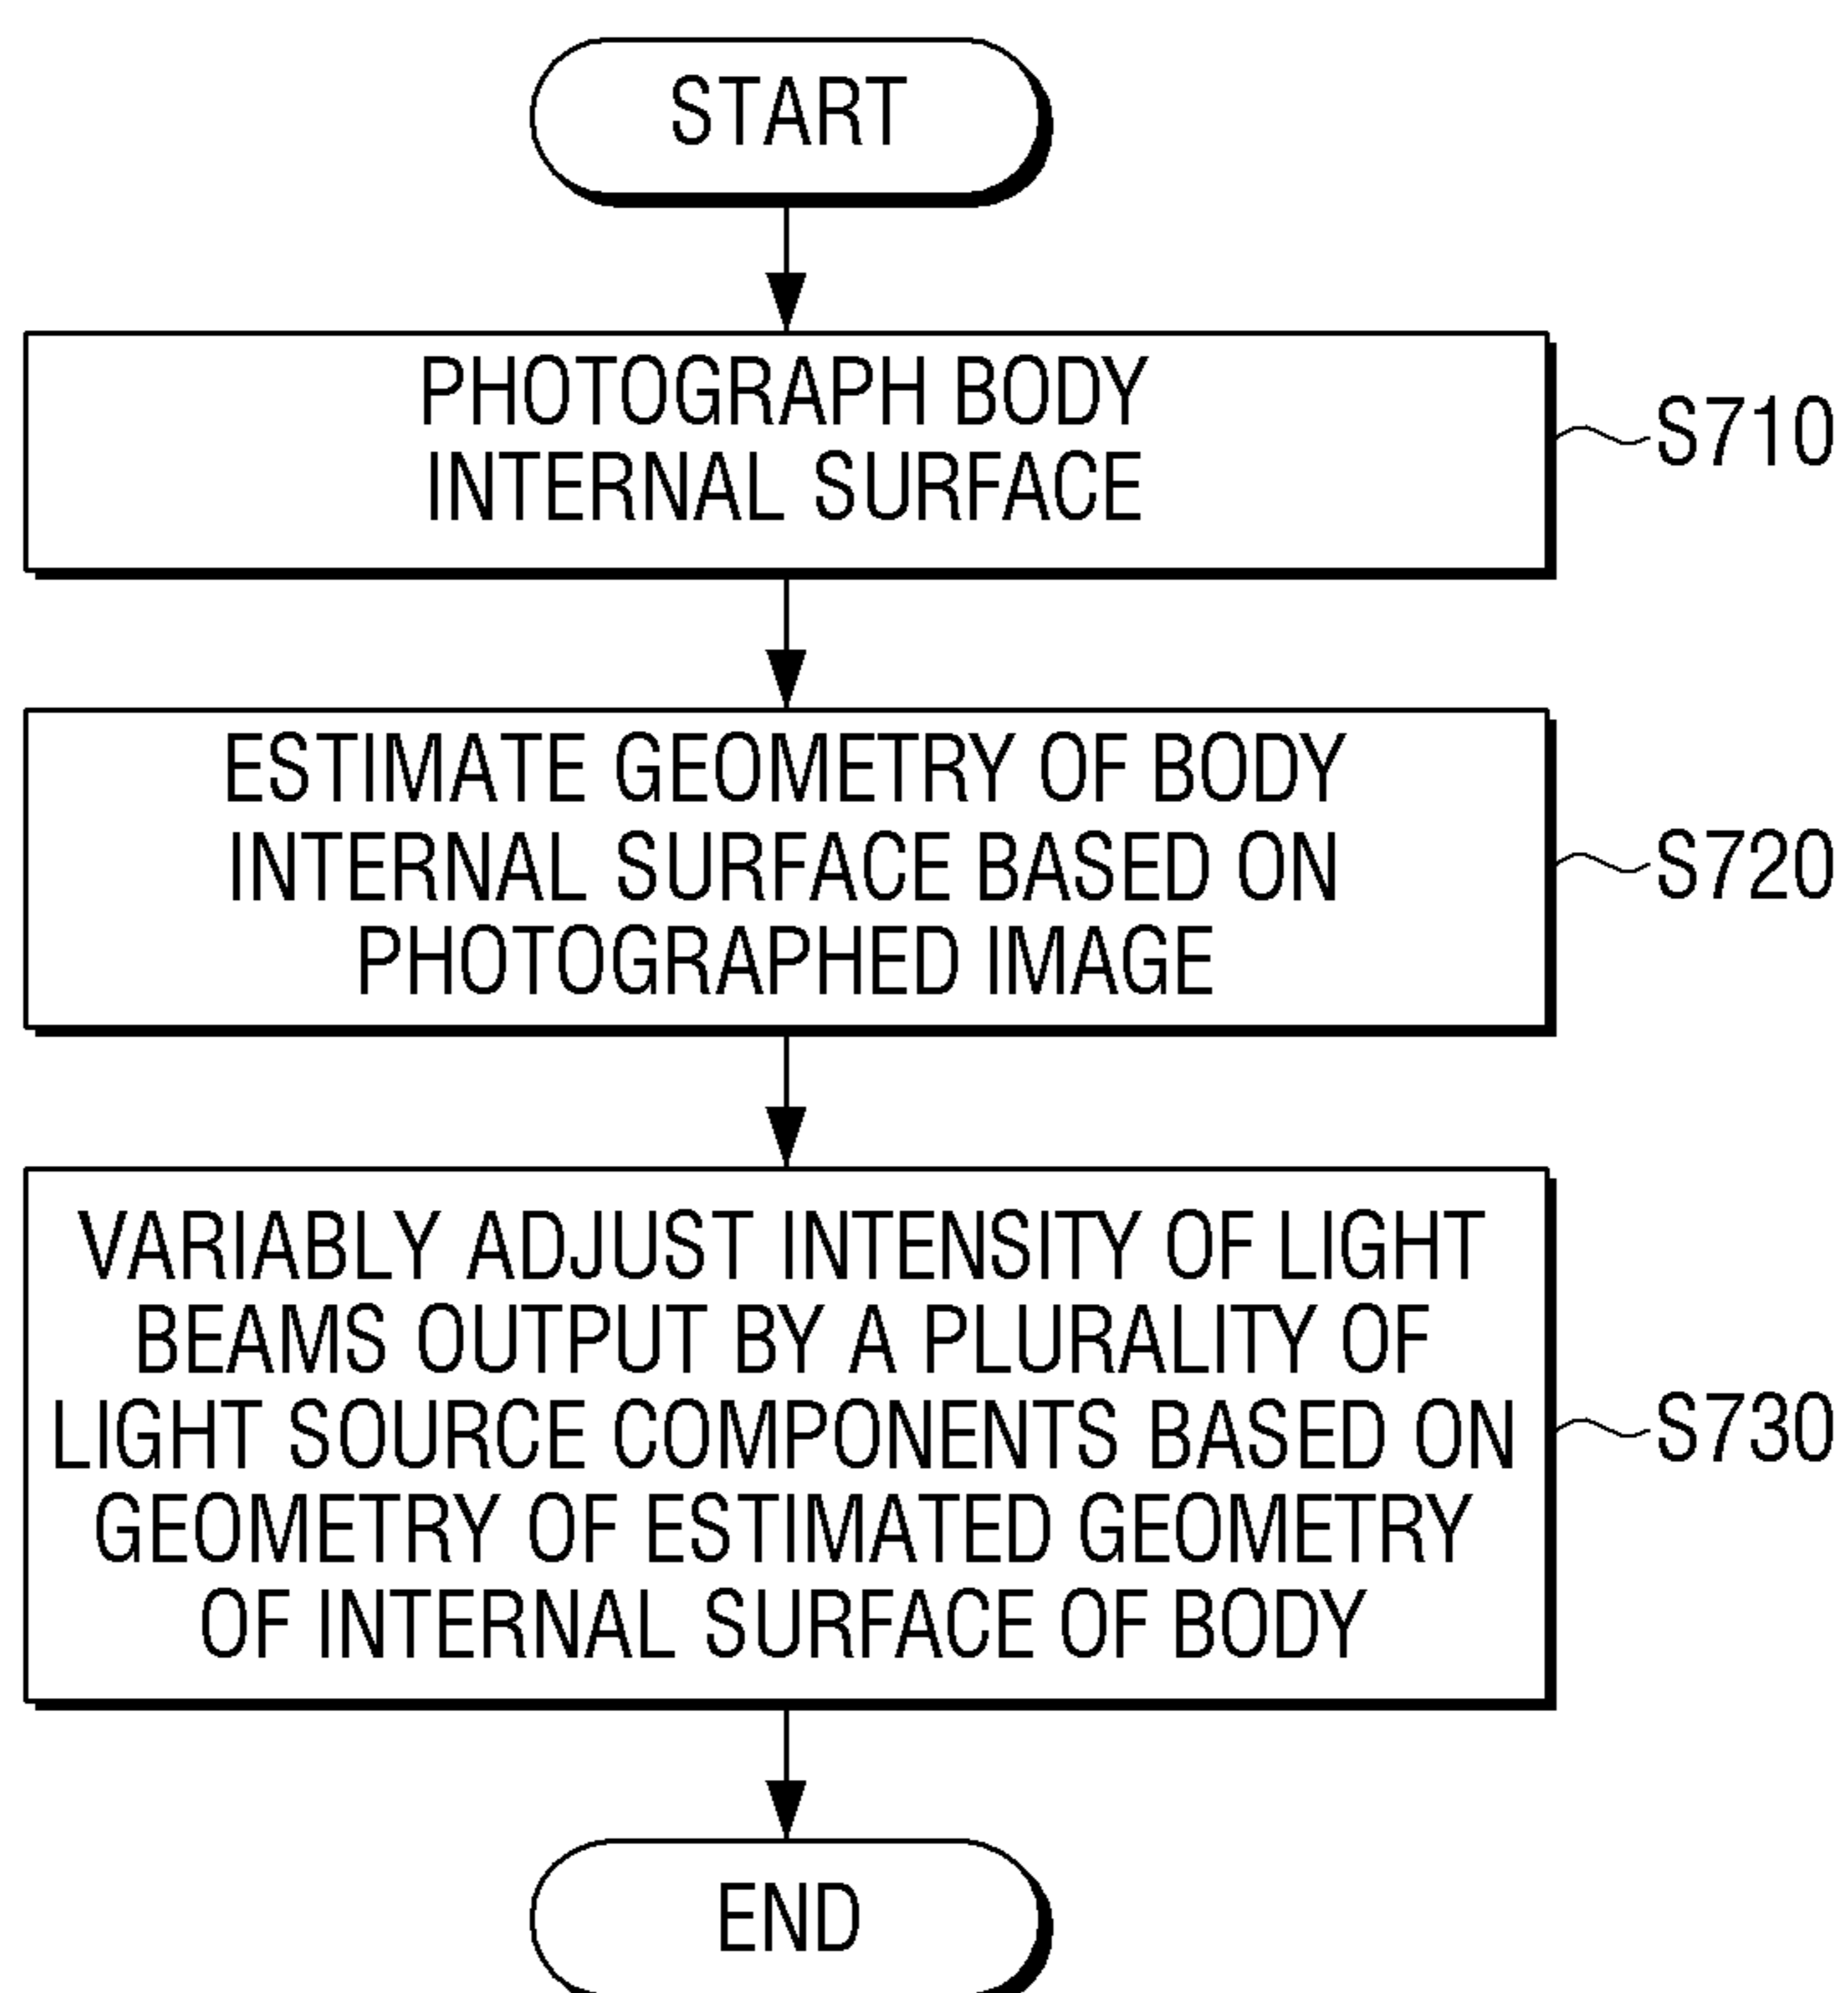 START
PHOTOGRAPH BODY
INTERNAL SURFACE
S710
ESTIMATE GEOMETRY OF BODY
INTERNAL SURFACE BASED ON
PHOTOGRAPHED IMAGE
S720
VARIABLY ADJUST INTENSITY OF LIGHT
BEAMS OUTPUT BY A PLURALITY OF
LIGHT SOURCE COMPONENTS BASED ON
GEOMETRY OF ESTIMATED GEOMETRY
OF INTERNAL SURFACE OF BODY
S730
END